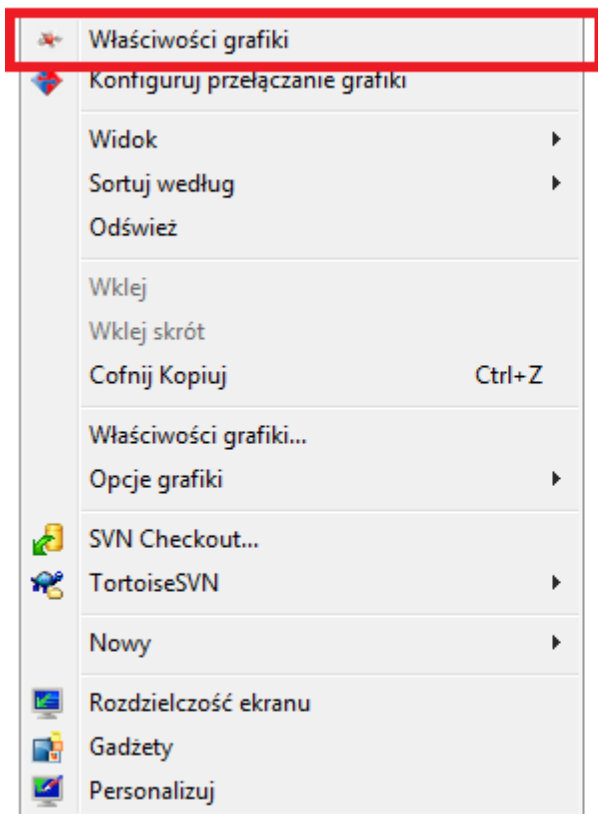 Właściwości grafiki
Konfiguruj przełączanie grafiki
Widok
Sortuj według
Odśwież
Wklej
Wklej skrót
Cofnij Kopiuj Ctrl+Z
Właściwości grafiki...
Opcje grafiki
SVN Checkout...
TortoiseSVN
Nowy
Rozdzielczość ekranu
Gadżety
Personalizuj